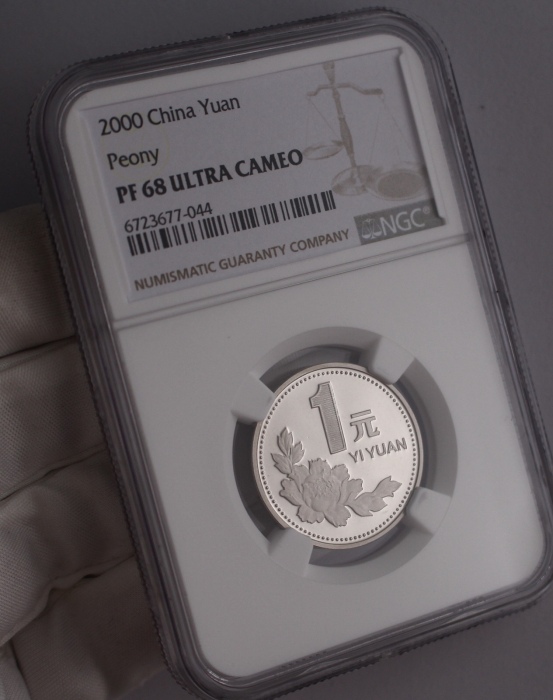 2000 China Yuan
Peony
PF 68 ULTRA CAMEO
6723677-044
NGC
NUMISMATIC GUARANTY COMPANY
1元
YI YUAN